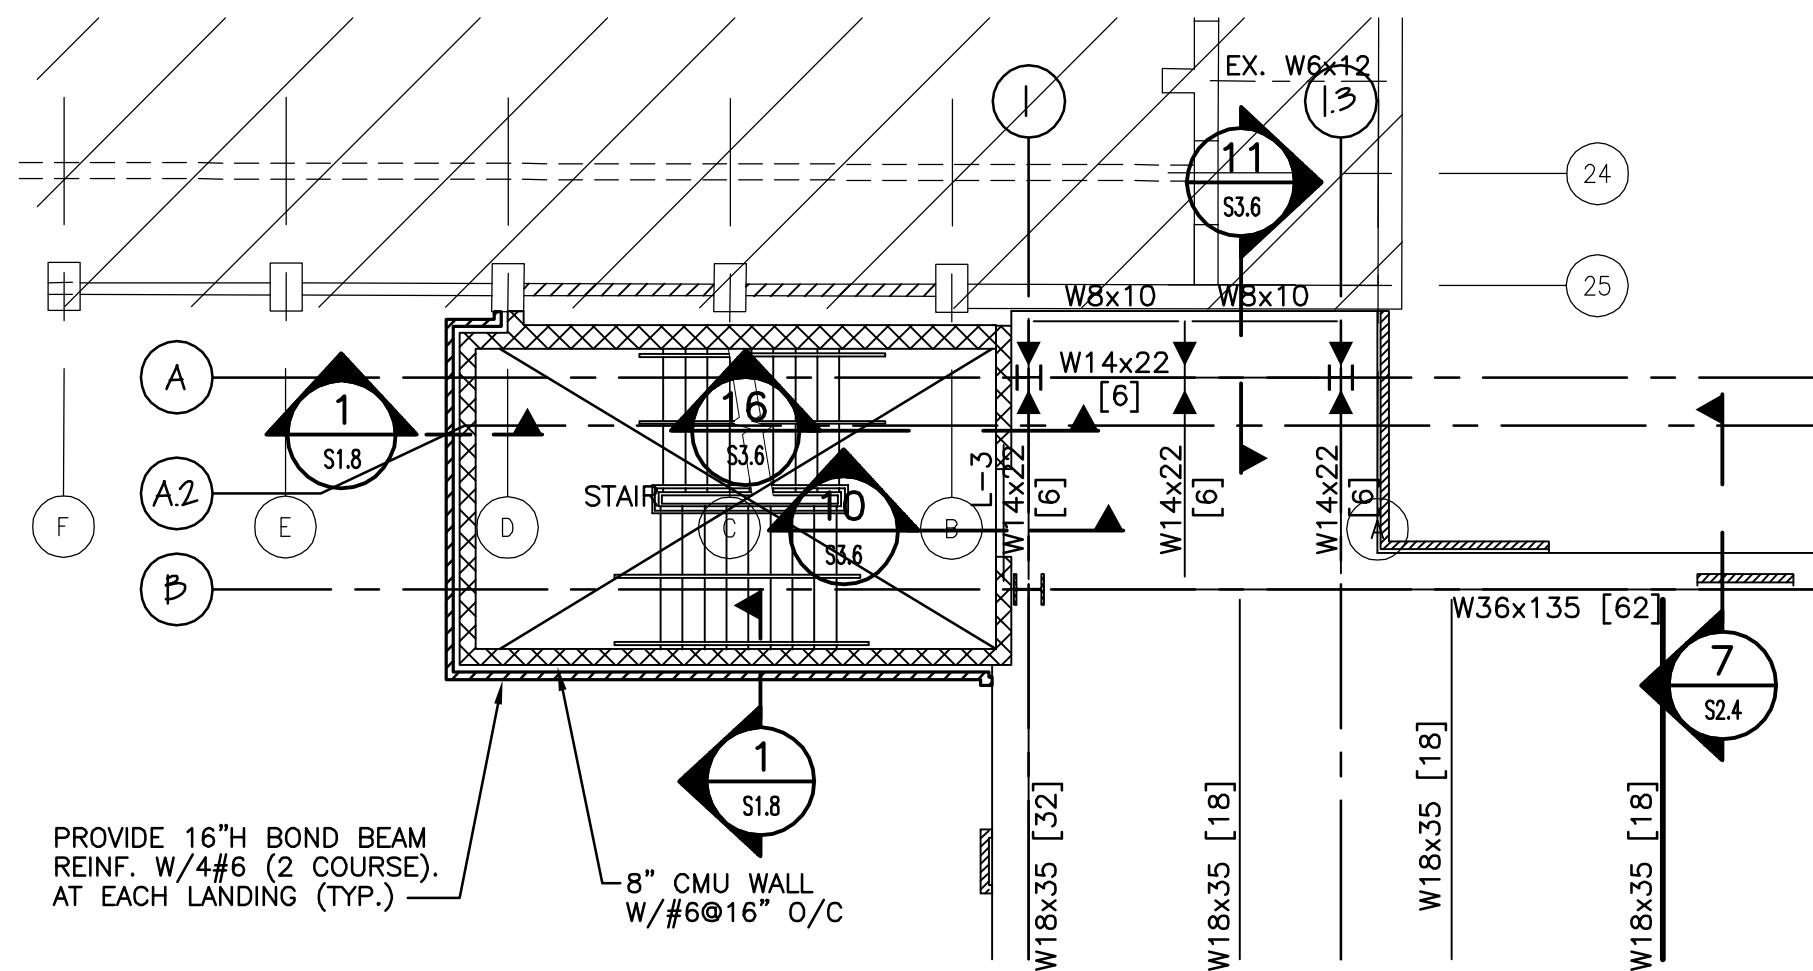 EX. W6x12
1
1.3
11
S3.6
24
25
W8x10
W8x10
A
W14x22
[6]
1
S1.8
16
S3.6
A.2
STAIR
L-3
W14x22
[6]
W14x22
[6]
W14x22
[6]
F
E
D
C
B
A
10
S3.6
B
W36x135 [62]
7
S2.4
1
S1.8
W18x35 [32]
W18x35 [18]
W18x35 [18]
W18x35 [18]
PROVIDE 16"H BOND BEAM
REINF. W/4#6 (2 COURSE).
AT EACH LANDING (TYP.)
8" CMU WALL
W/#6@16" O/C